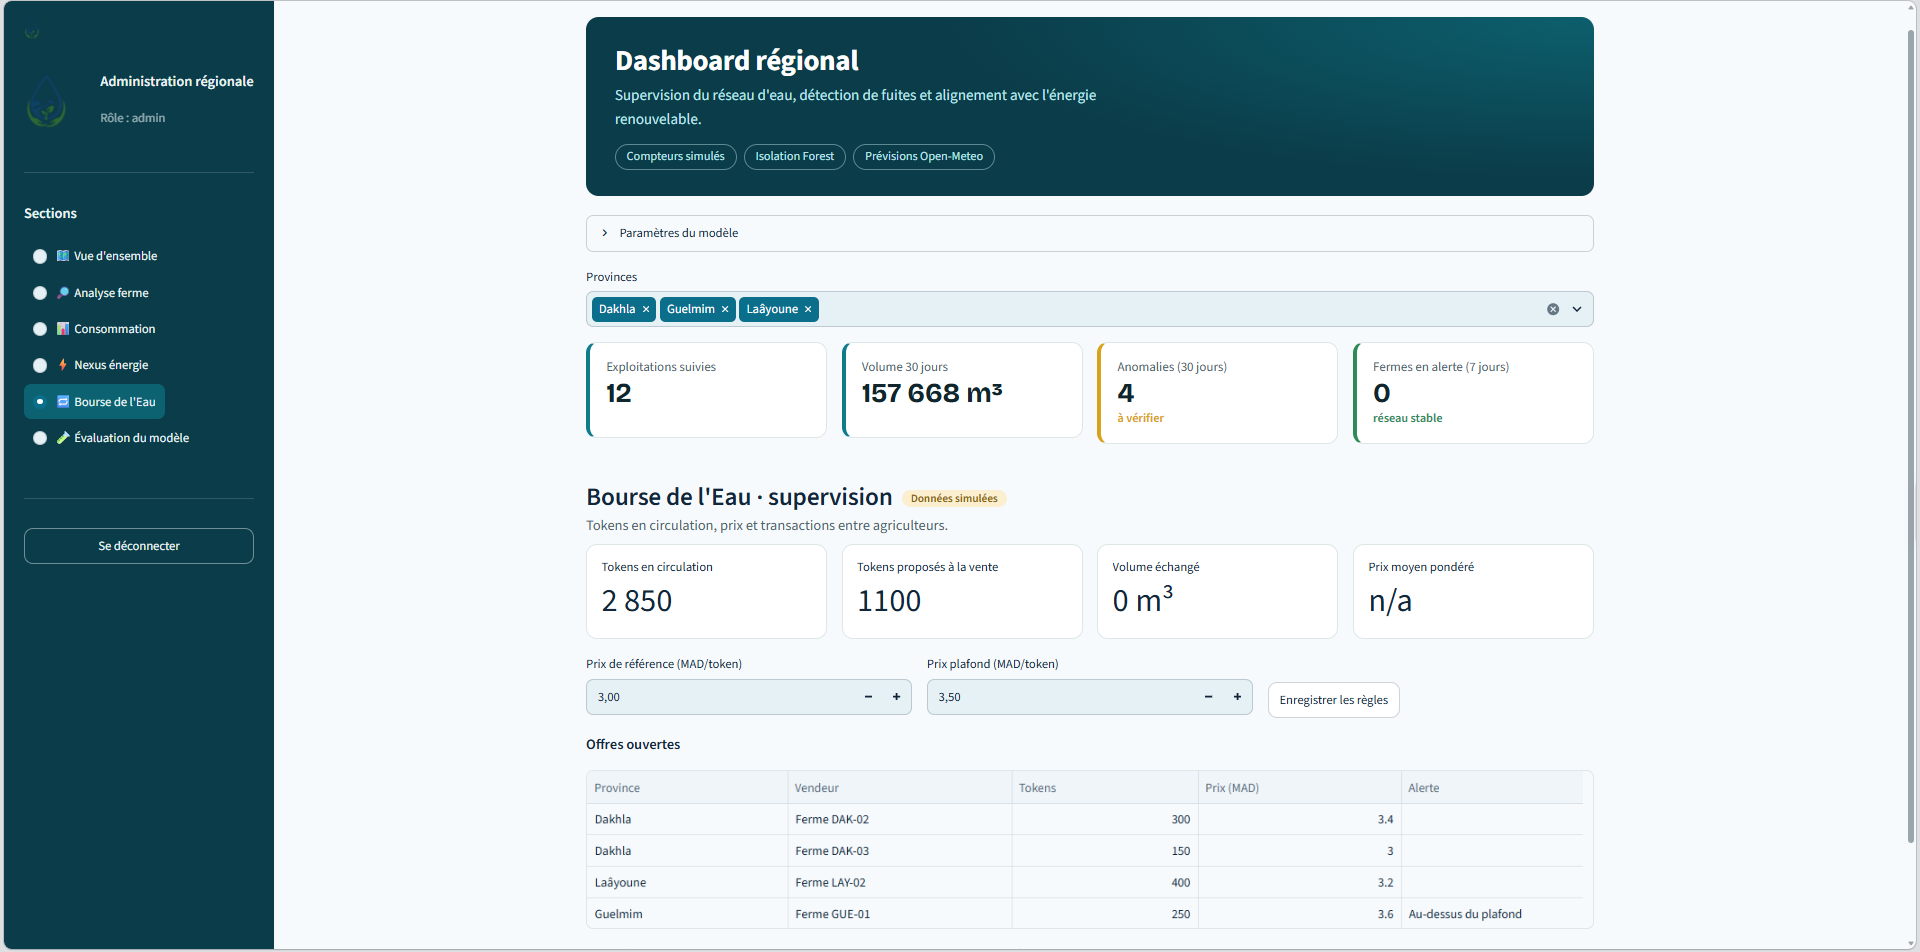 Administration régionale
Rôle : admin
Sections
Vue d'ensemble
Analyse ferme
Consommation
Nexus énergie
Bourse de l'Eau
Évaluation du modèle
Se déconnecter
Dashboard régional
Supervision du réseau d'eau, détection de fuites et alignement avec l'énergie
renouvelable.
Compteurs simulés Isolation Forest Prévisions Open-Meteo
Paramètres du modèle
Provinces
Dakhla Guelmim Laâyoune
Exploitations suivies
12
Volume 30 jours
157 668 m³
Anomalies (30 jours)
4
à vérifier
Fermes en alerte (7 jours)
0
réseau stable
Bourse de l'Eau · supervision Données simulées
Tokens en circulation, prix et transactions entre agriculteurs.
Tokens en circulation
2 850
Tokens proposés à la vente
1100
Volume échangé
0 m³
Prix moyen pondéré
n/a
Prix de référence (MAD/token)
3,00
Prix plafond (MAD/token)
3,50
Enregistrer les règles
Offres ouvertes
Province Vendeur Tokens Prix (MAD) Alerte
Dakhla Ferme DAK-02 300 3.4
Dakhla Ferme DAK-03 150 3
Laâyoune Ferme LAY-02 400 3.2
Guelmim Ferme GUE-01 250 3.6 Au-dessus du plafond